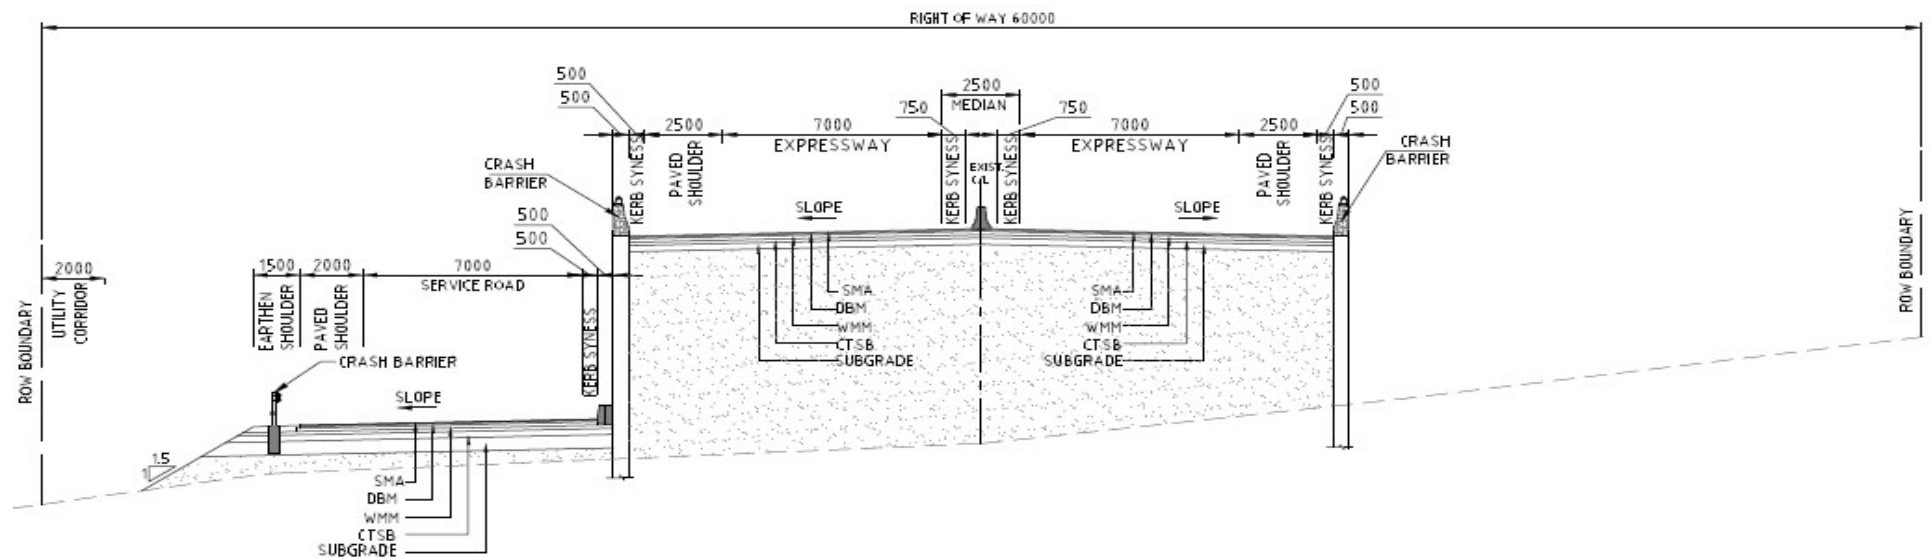 RIGHT OF WAY 60000
500
500
2500
MEDIAN
500
500
750
750
2500
7000
7000
2500
EXPRESSWAY
EXPRESSWAY
CRASH
BARRIER
KERB SYNESS
PAVED
SHOULDER
KERB SYNESS
EXIST.
C/L
KERB SYNESS
PAVED
SHOULDER
KERB SYNESS
CRASH
BARRIER
SLOPE
SLOPE
500
500
2000
1500
2000
7000
SERVICE ROAD
ROW BOUNDARY
UTILITY
CORRIDOR
EARTHEN
SHOULDER
PAVED
SHOULDER
KERB SYNESS
ROW BOUNDARY
SMA
DBM
WMM
CTSB
SUBGRADE
SMA
DBM
WMM
CTSB
SUBGRADE
CRASH BARRIER
SLOPE
1.5
1
SMA
DBM
WMM
CTSB
SUBGRADE